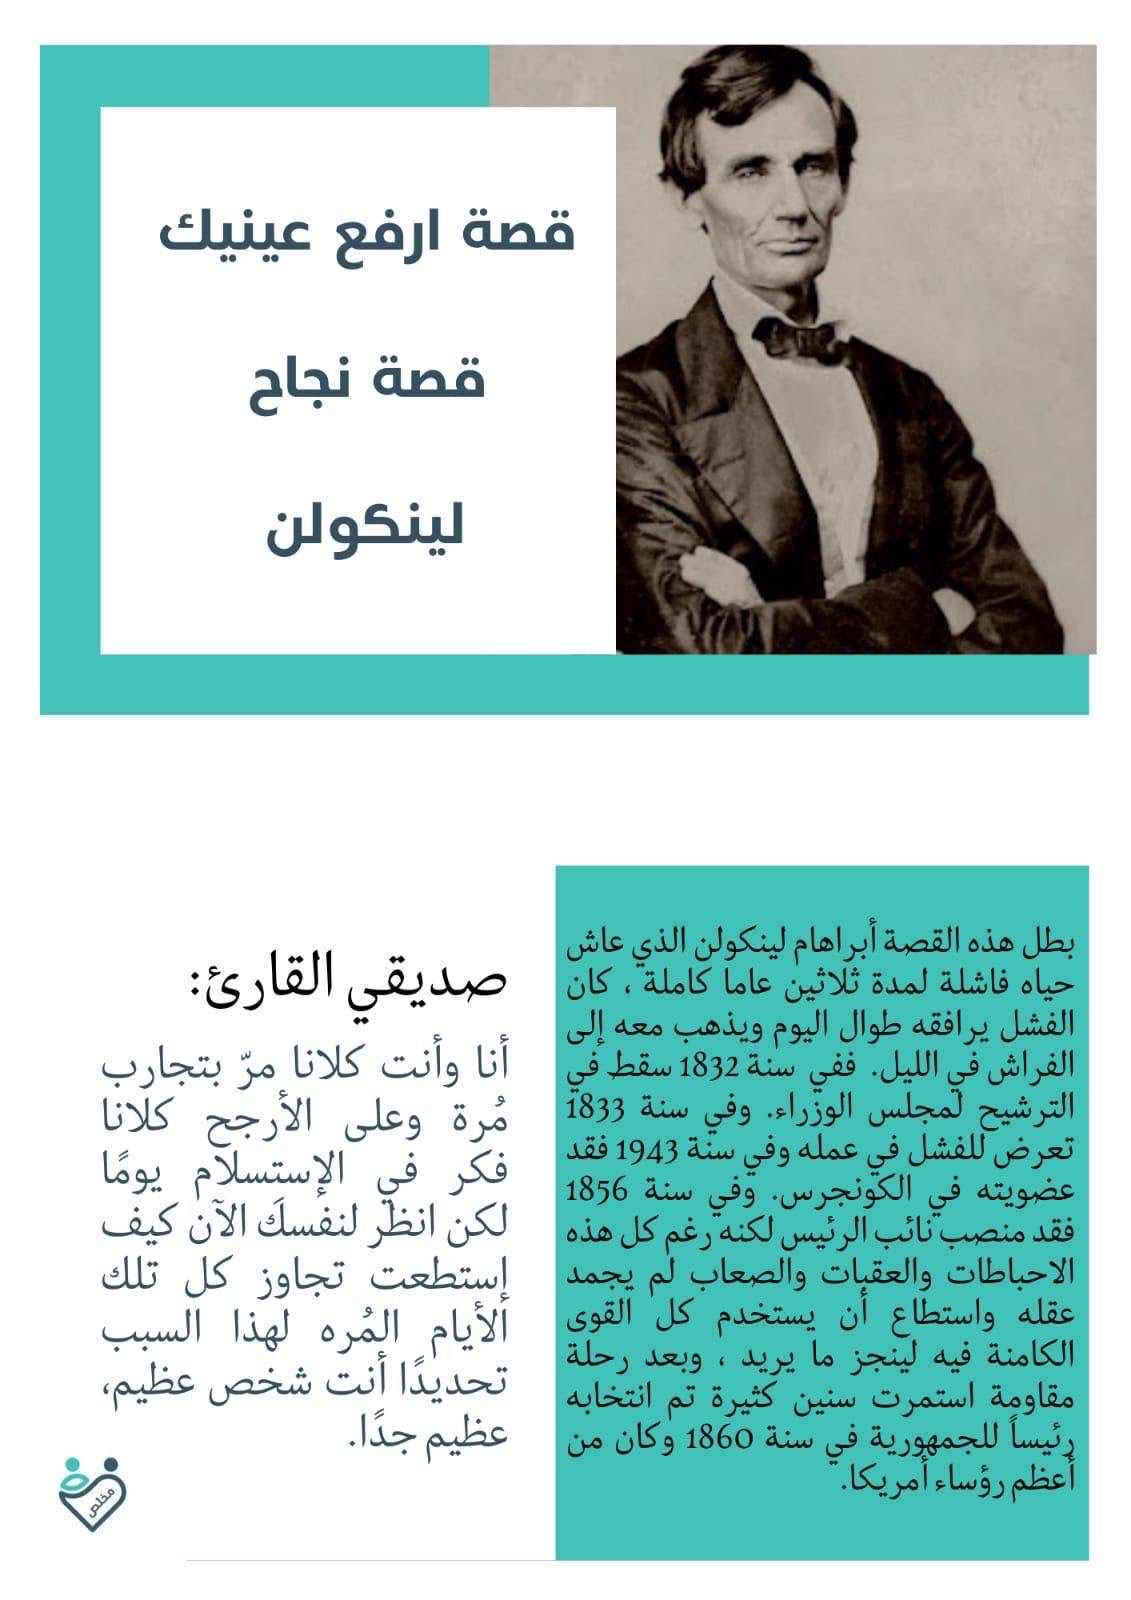 قصة ارفع عينيك
قصة نجاح
لينكولن
بطل هذه القصة أبراهام لينكولن الذي عاش
حياه فاشلة لمدة ثلاثين عاما كاملة ، كان
الفشل يرافقه طوال اليوم ويذهب معه إلى
الفراش في الليل. ففي سنة 1832 سقط في
الترشيح لمجلس الوزراء. وفي سنة 1833
تعرض للفشل في عمله وفي سنة 1943 فقد
عضويته في الكونجرس. وفي سنة 1856
فقد منصب نائب الرئيس لكنه رغم كل هذه
الاحباطات والعقبات والصعاب لم يجمد
عقله واستطاع أن يستخدم كل القوى
الكامنة فيه لينجز ما يريد ، وبعد رحلة
مقاومة استمرت سنين كثيرة تم انتخابه
رئيساً للجمهورية في سنة 1860 وكان من
أعظم رؤساء أمريكا.
صديقي القارئ:
أنا وأنت كلانا مرّ بتجارب
مُرة وعلى الأرجح كلانا
فكر في الإستسلام يومًا
لكن انظر لنفسكَ الآن كيف
إستطعت تجاوز كل تلك
الأيام المُره لهذا السبب
تحديدًا أنت شخص عظيم،
عظيم جدًا.
مخلص